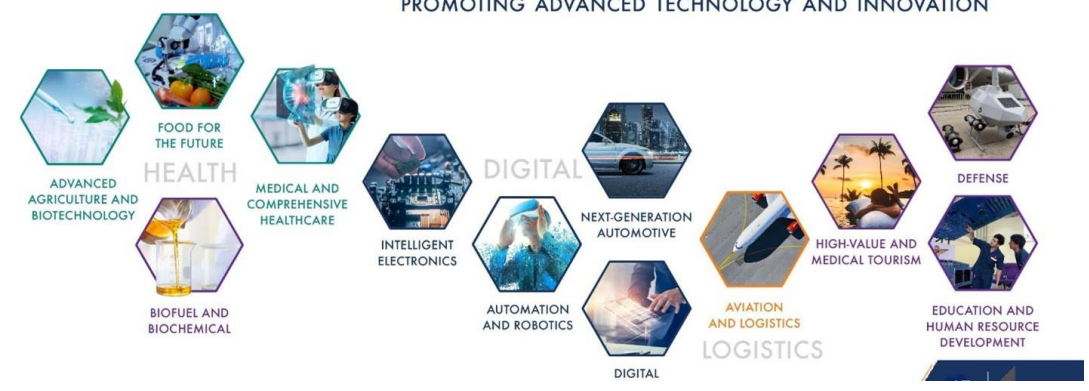 PROMOTING ADVANCED TECHNOLOGY AND INNOVATION
FOOD FOR
THE FUTURE
HEALTH
ADVANCED
AGRICULTURE AND
BIOTECHNOLOGY
MEDICAL AND
COMPREHENSIVE
HEALTHCARE
BIOFUEL AND
BIOCHEMICAL
DIGITAL
INTELLIGENT
ELECTRONICS
NEXT-GENERATION
AUTOMOTIVE
AUTOMATION
AND ROBOTICS
DIGITAL
AVIATION
AND LOGISTICS
LOGISTICS
HIGH-VALUE AND
MEDICAL TOURISM
DEFENSE
EDUCATION AND
HUMAN RESOURCE
DEVELOPMENT